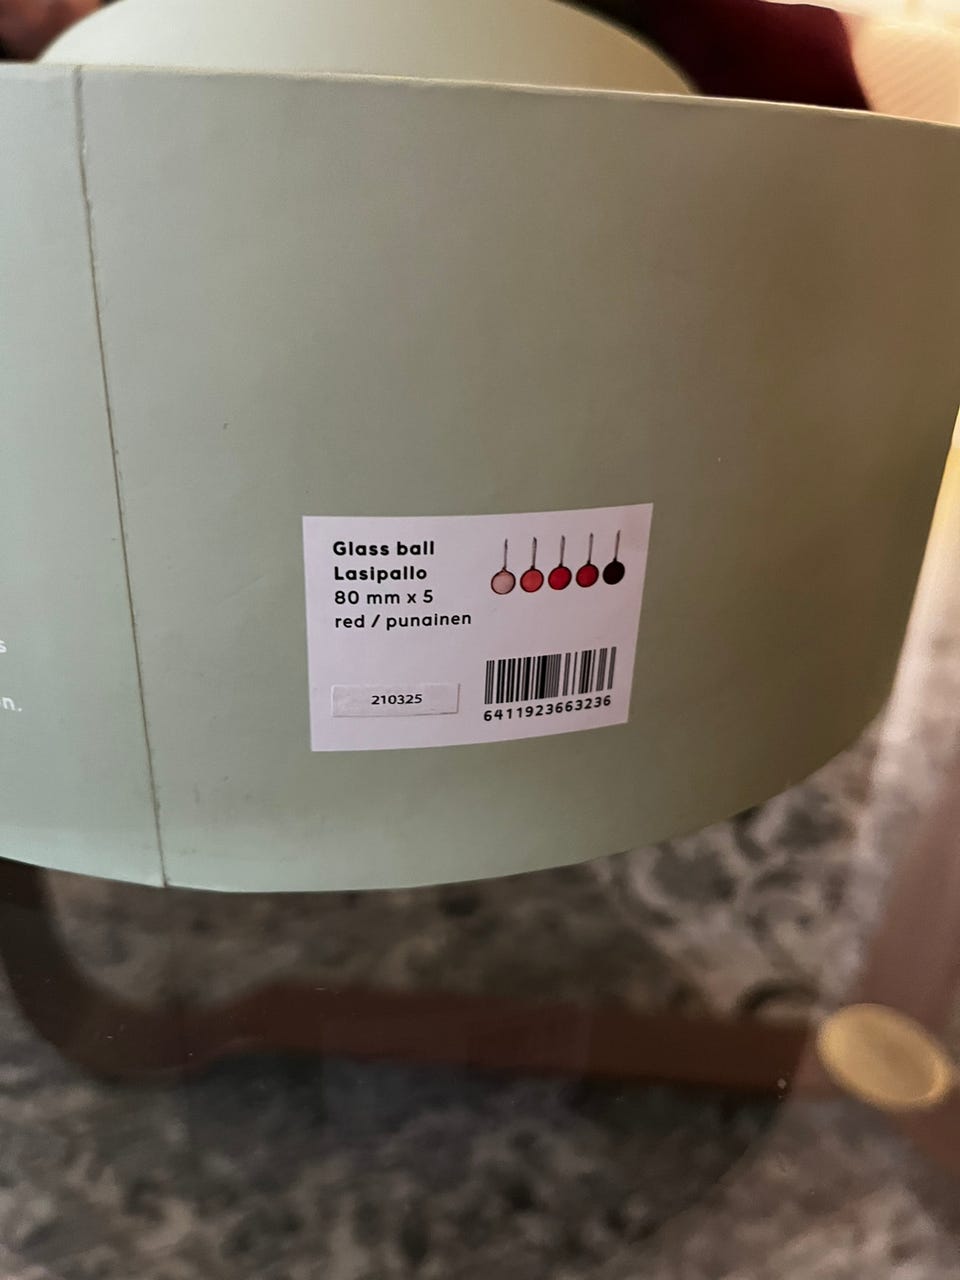 Glass ball
Lasipallo
80 mm x 5
red / punainen
210325
6411923663236